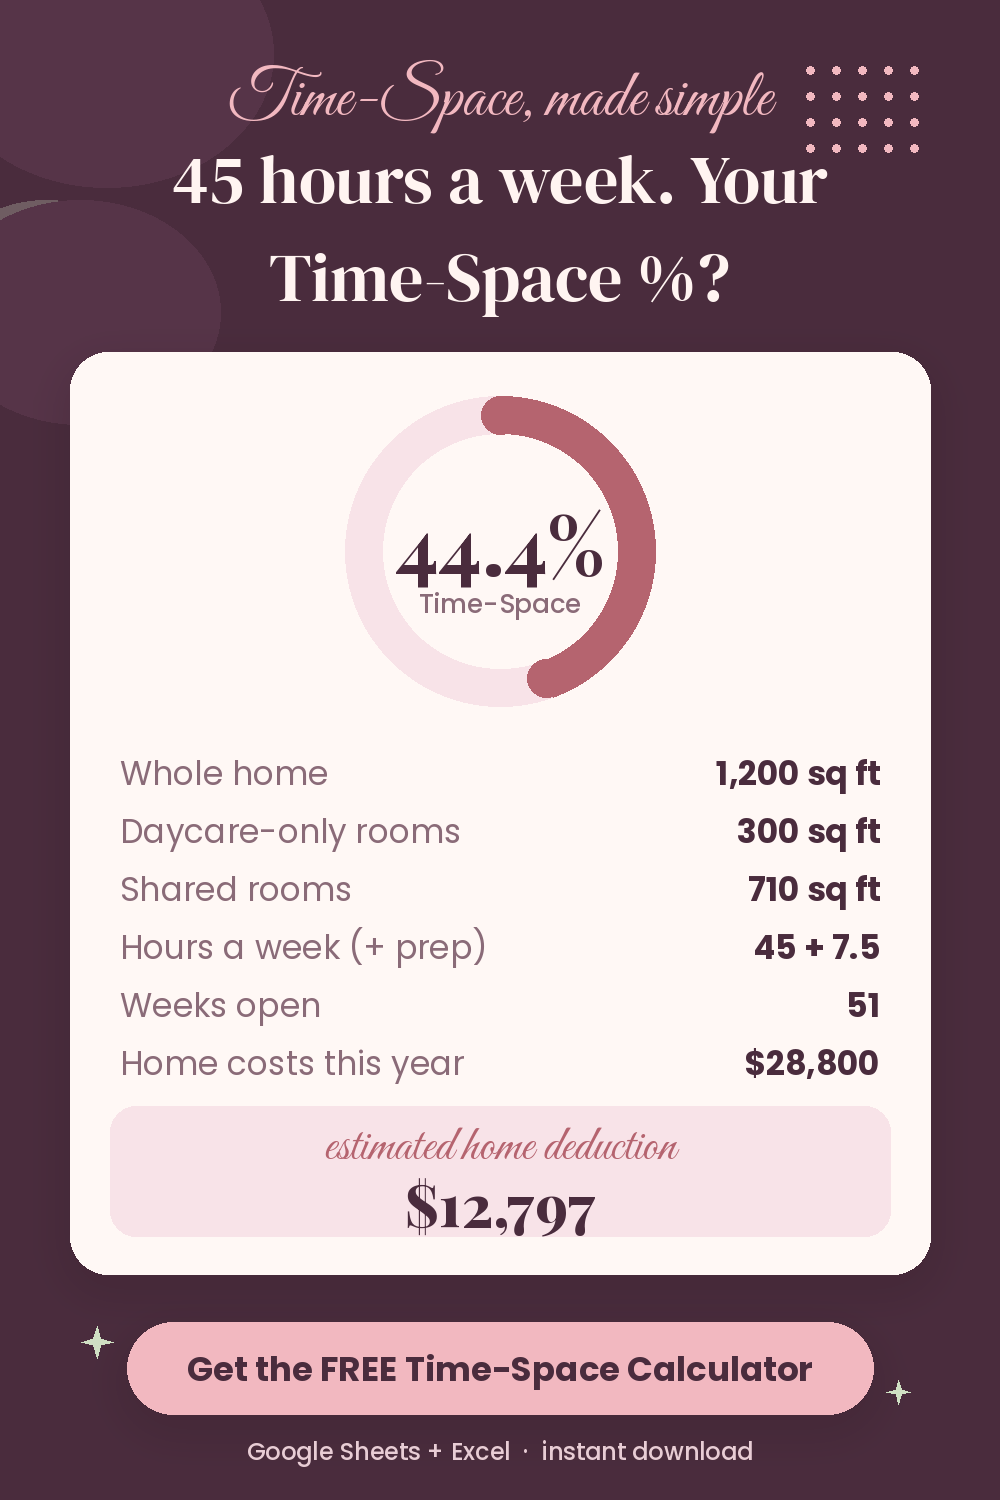 Time-Space, made simple
45 hours a week. Your
Time-Space %?
44.4%
Time-Space
Whole home 1,200 sq ft
Daycare-only rooms 300 sq ft
Shared rooms 710 sq ft
Hours a week (+ prep) 45 + 7.5
Weeks open 51
Home costs this year $28,800
estimated home deduction
$12,797
Get the FREE Time-Space Calculator
Google Sheets + Excel · instant download